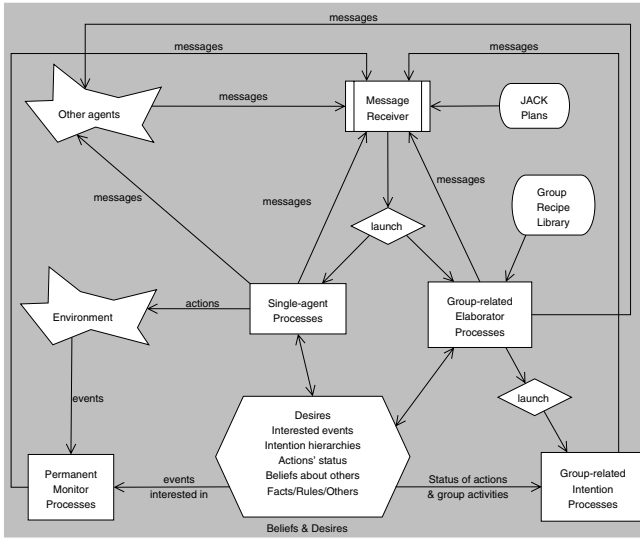 messages
messages
messages
Other agents
messages
Message
Receiver
JACK
Plans
messages
messages
messages
Group
Recipe
Library
launch
Environment
actions
Single-agent
Processes
Group-related
Elaborator
Processes
events
launch
Desires
Interested events
Intention hierarchies
Actions' status
Beliefs about others
Facts/Rules/Others
Permanent
Monitor
Processes
events
interested in
Status of actions
& group activities
Group-related
Intention
Processes
Beliefs & Desires